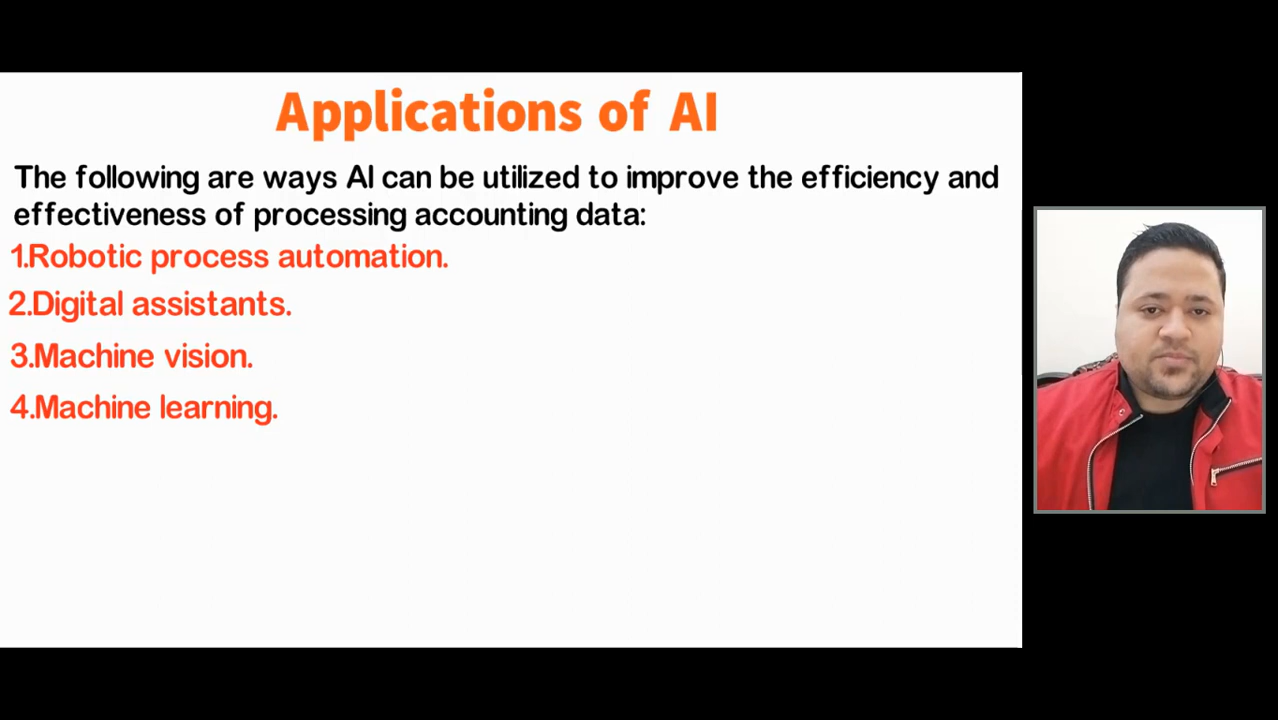 Applications of AI
The following are ways AI can be utilized to improve the efficiency and
effectiveness of processing accounting data:
1.Robotic process automation.
2.Digital assistants.
3.Machine vision.
4.Machine learning.